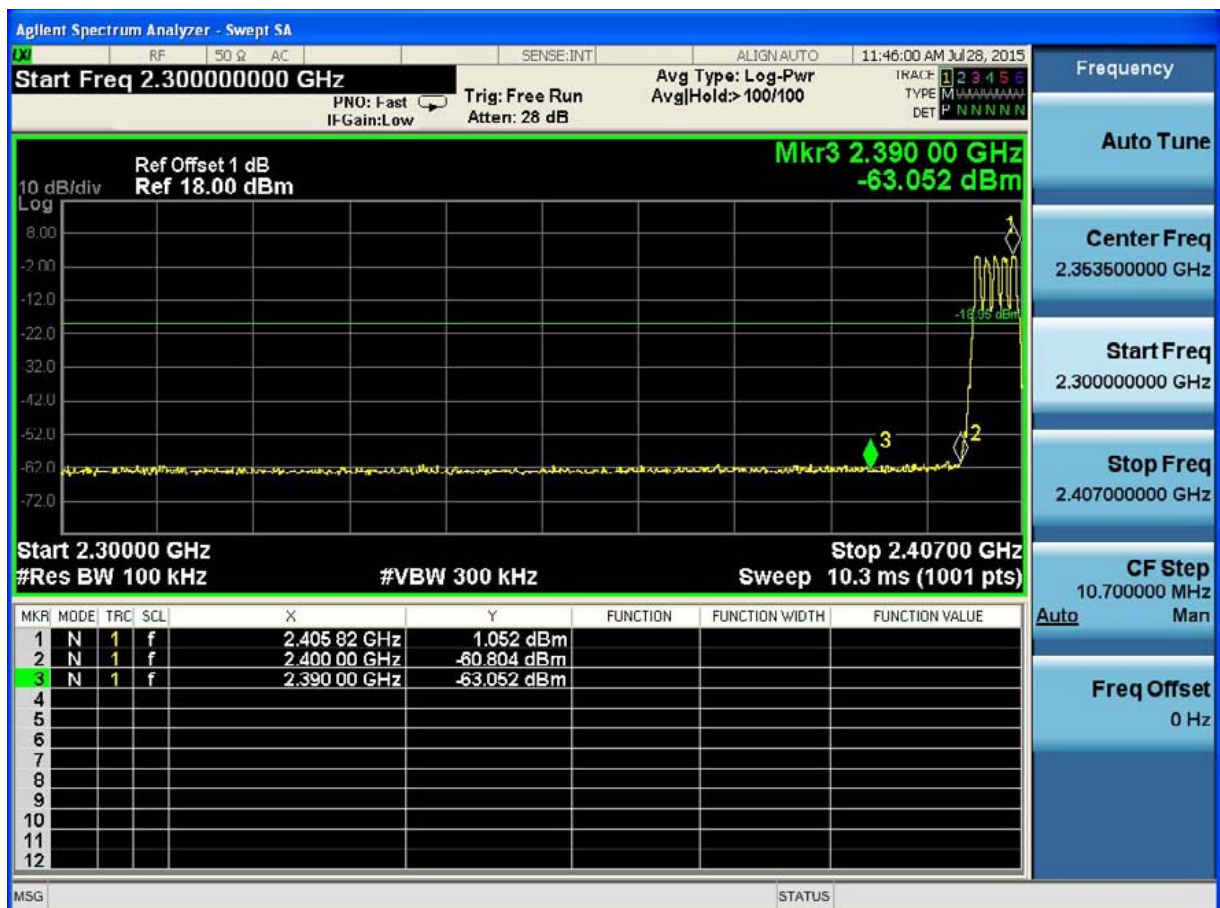 Agilent Spectrum Analyzer - Swept SA
LXI RF 50 Ω AC SENSE:INT ALIGN AUTO 11:46:00 AM Jul 28, 2015
Start Freq 2.300000000 GHz
PNO: Fast
IFGain:Low
Trig: Free Run
Atten: 28 dB
Avg Type: Log-Pwr
Avg|Hold:> 100/100
TRACE 1 2 3 4 5 6
TYPE M
DET P N N N N N
Mkr3 2.390 00 GHz
-63.052 dBm
Ref Offset 1 dB
10 dB/div Ref 18.00 dBm
Log
8.00
-2.00
-12.0
-22.0
-32.0
-42.0
-52.0
-62.0
-72.0
1
-18.95 dBm
3
2
Start 2.30000 GHz Stop 2.40700 GHz
#Res BW 100 kHz #VBW 300 kHz Sweep 10.3 ms (1001 pts)
MKR MODE TRC SCL X Y FUNCTION FUNCTION WIDTH FUNCTION VALUE
1 N 1 f 2.405 82 GHz 1.052 dBm
2 N 1 f 2.400 00 GHz -60.804 dBm
3 N 1 f 2.390 00 GHz -63.052 dBm
4
5
6
7
8
9
10
11
12
MSG STATUS
Frequency
Auto Tune
Center Freq
2.353500000 GHz
Start Freq
2.300000000 GHz
Stop Freq
2.407000000 GHz
CF Step
10.700000 MHz
Auto Man
Freq Offset
0 Hz